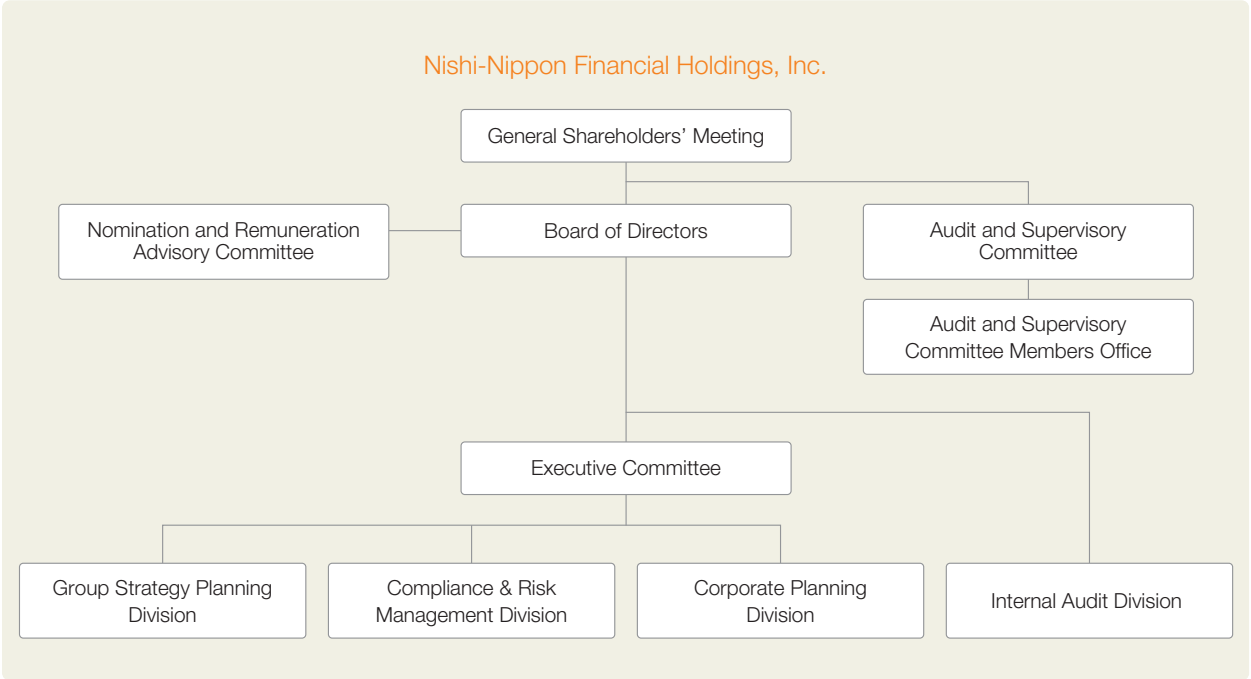 Nishi-Nippon Financial Holdings, Inc.
General Shareholders’ Meeting
Nomination and Remuneration
Advisory Committee
Board of Directors
Audit and Supervisory
Committee
Audit and Supervisory
Committee Members Office
Executive Committee
Group Strategy Planning
Division
Compliance & Risk
Management Division
Corporate Planning
Division
Internal Audit Division